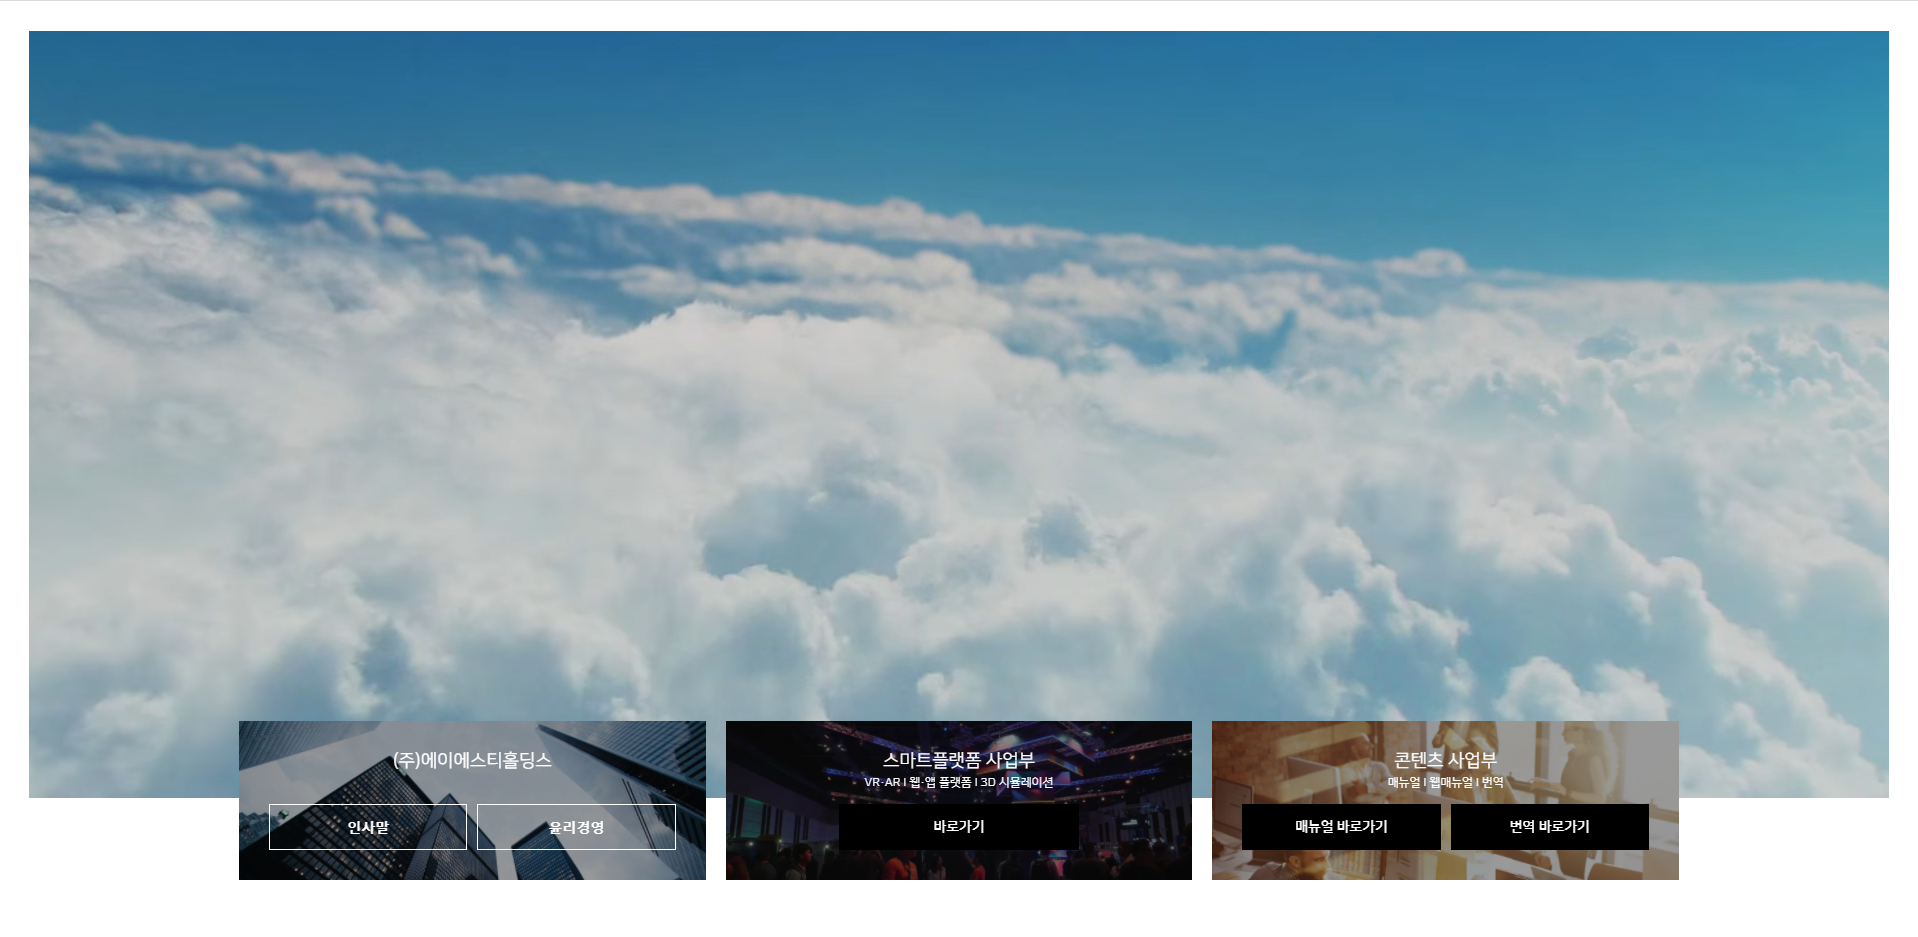 (주)에이에스티홀딩스
인사말
윤리경영
스마트플랫폼 사업부
VR·AR I 웹·앱 플랫폼 I 3D 시뮬레이션
바로가기
콘텐츠 사업부
매뉴얼 I 웹매뉴얼 I 번역
매뉴얼 바로가기
번역 바로가기